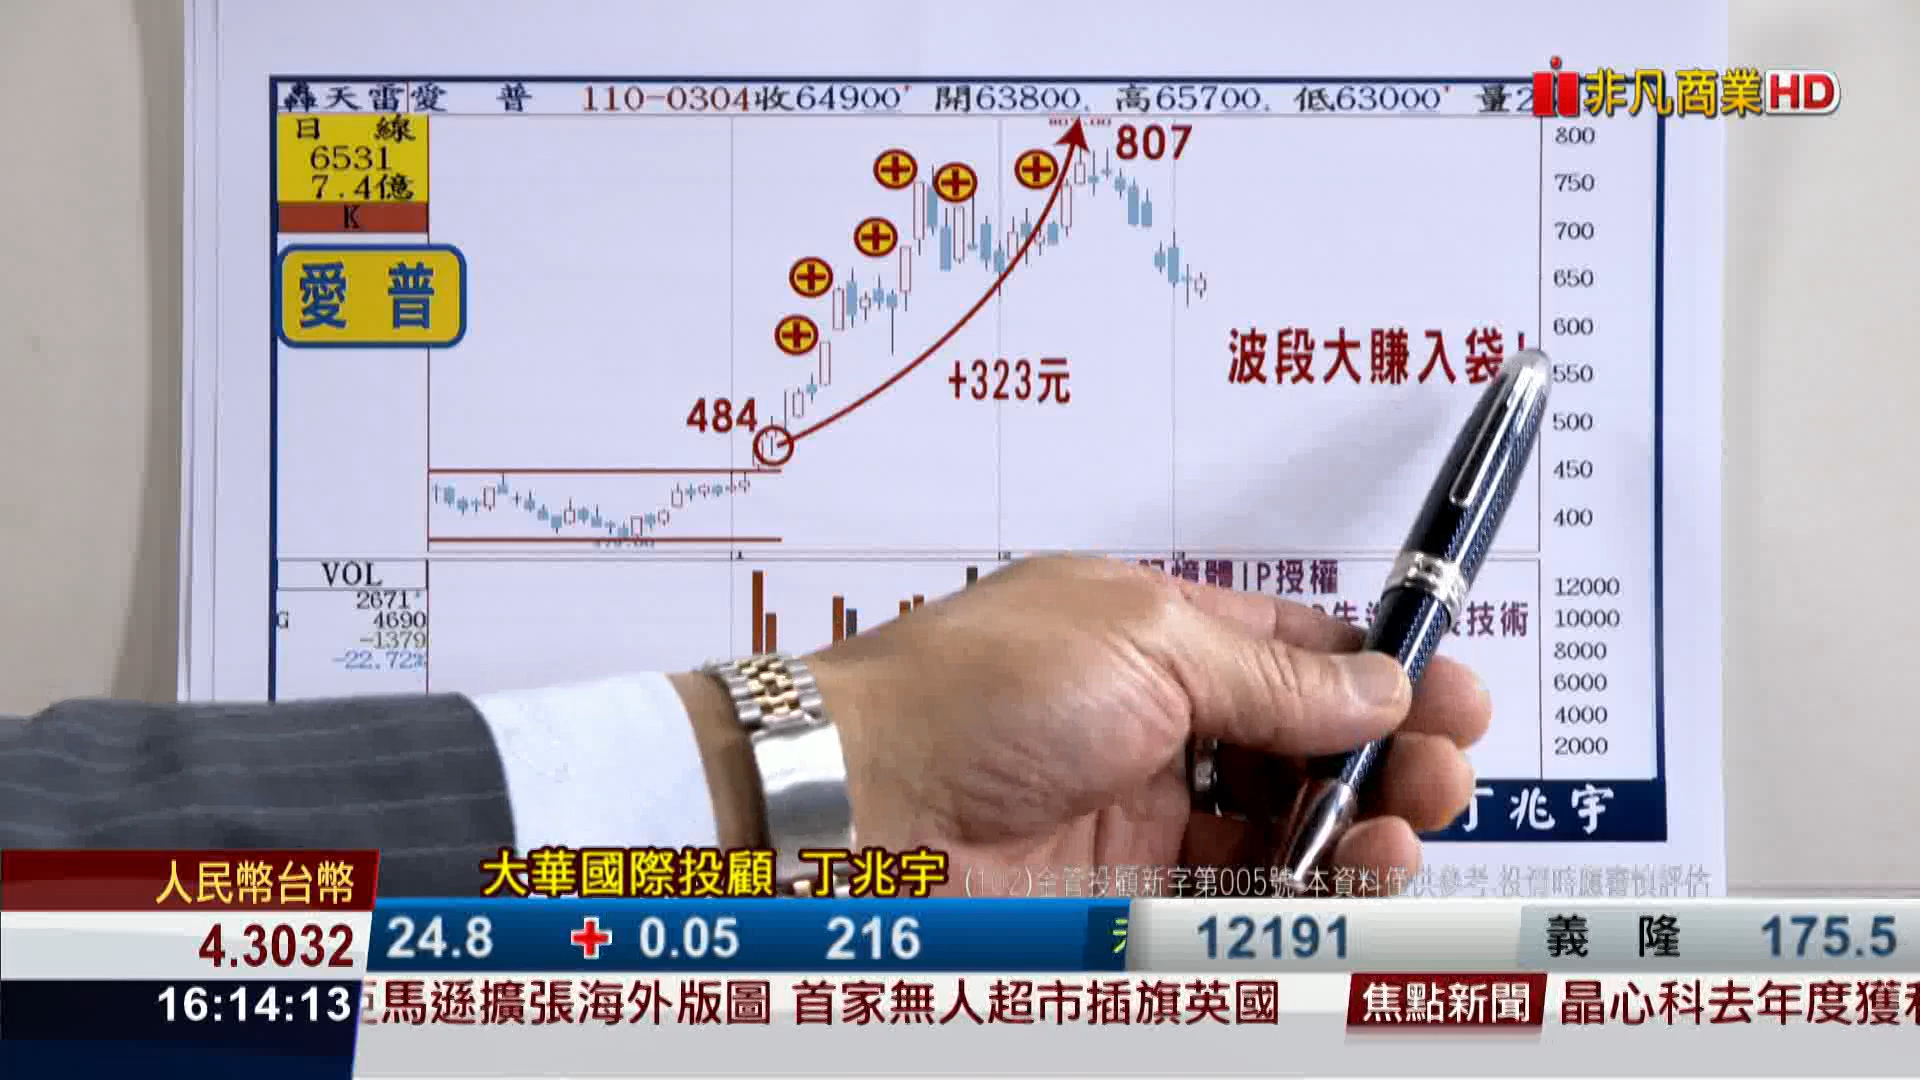 非凡商業HD
轟天雷 愛 普 110-0304收64900 開63800 高65700 低63000 量2
日 線
6531
7.4億
K
愛 普
807
484
+323元
波段大賺入袋!
800
750
700
650
600
550
500
450
400
VOL
2671
G 4690
-1379
-22.72%
IP授權
技術
12000
10000
8000
6000
4000
2000
丁兆宇
大華國際投顧 丁兆宇
(102)金管投顧新字第005號 本資料僅供參考,投資時應審慎評估
人民幣台幣
4.3032
24.8 + 0.05 216
12191 義 隆 175.5
16:14:13
馬遜擴張海外版圖 首家無人超市插旗英國 焦點新聞 晶心科去年度獲